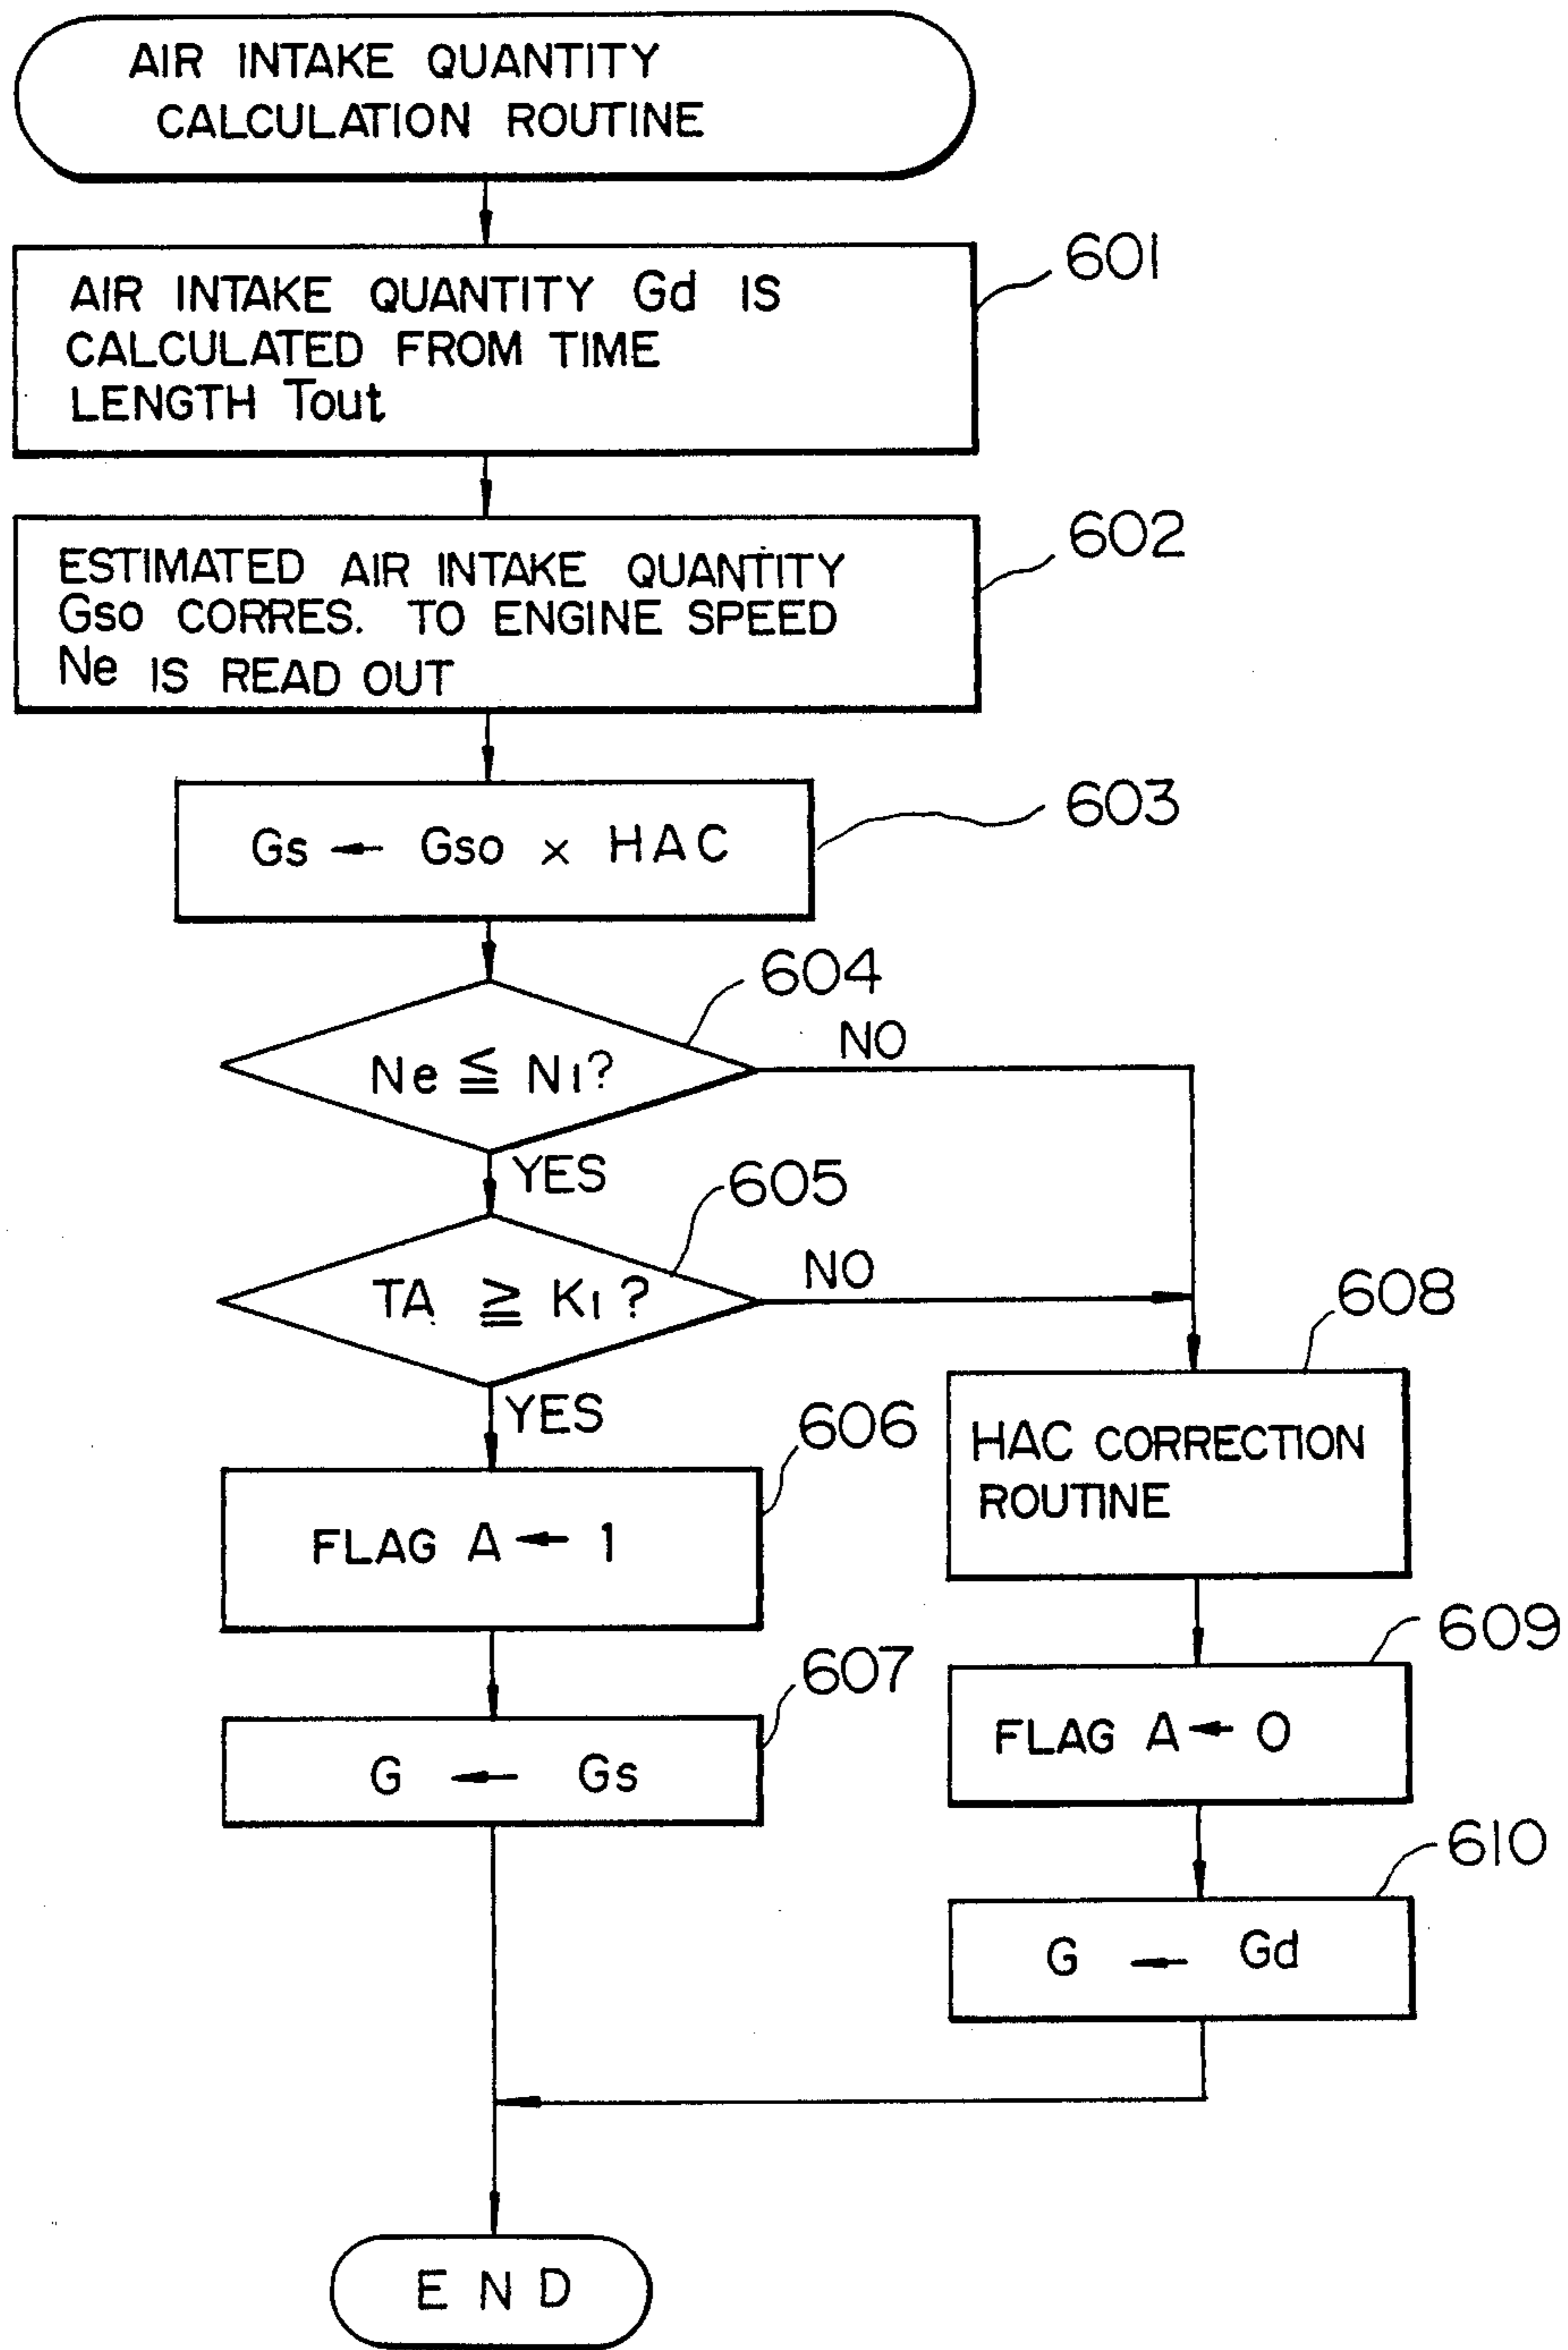 AIR INTAKE QUANTITY
CALCULATION ROUTINE
601
AIR INTAKE QUANTITY Gd IS
CALCULATED FROM TIME
LENGTH Tout
602
ESTIMATED AIR INTAKE QUANTITY
Gso CORRES. TO ENGINE SPEED
Ne IS READ OUT
603
Gs ← Gso × HAC
604
Ne ≦ N1?
NO
YES
605
TA ≧ K1?
NO
YES
606
FLAG A ← 1
607
G ← Gs
608
HAC CORRECTION
ROUTINE
609
FLAG A ← 0
610
G ← Gd
END